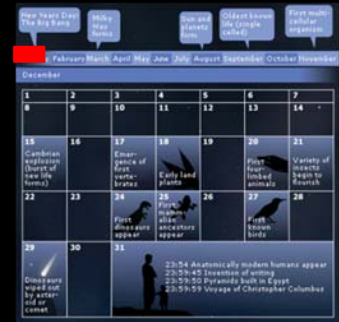 New Years Day!
The Big Bang
Milky
Way
forms
Sun and
planets
form
Oldest known
life (single
celled)
First multi-
cellular
organism
February March April May June July August September October November
December
1 2 3 4 5 6 7
8 9 10 11 12 13 14
15 16 17 18 19 20 21
Cambrian
explosion
(burst of
new life
forms)
Emer-
gence of
first
verte-
brates
Early land
plants
First
four-
limbed
animals
Variety of
insects
begin to
flourish
22 23 24 25 26 27 28
First
dinosaurs
appear
First
mamm-
alian
ancestors
appear
First
known
birds
29 30 31
Dinosaurs
wiped out
by aster-
oid or
comet
23:54 Anatomically modern humans appear
23:59:45 Invention of writing
23:59:50 Pyramids built in Egypt
23:59:59 Voyage of Christopher Columbus